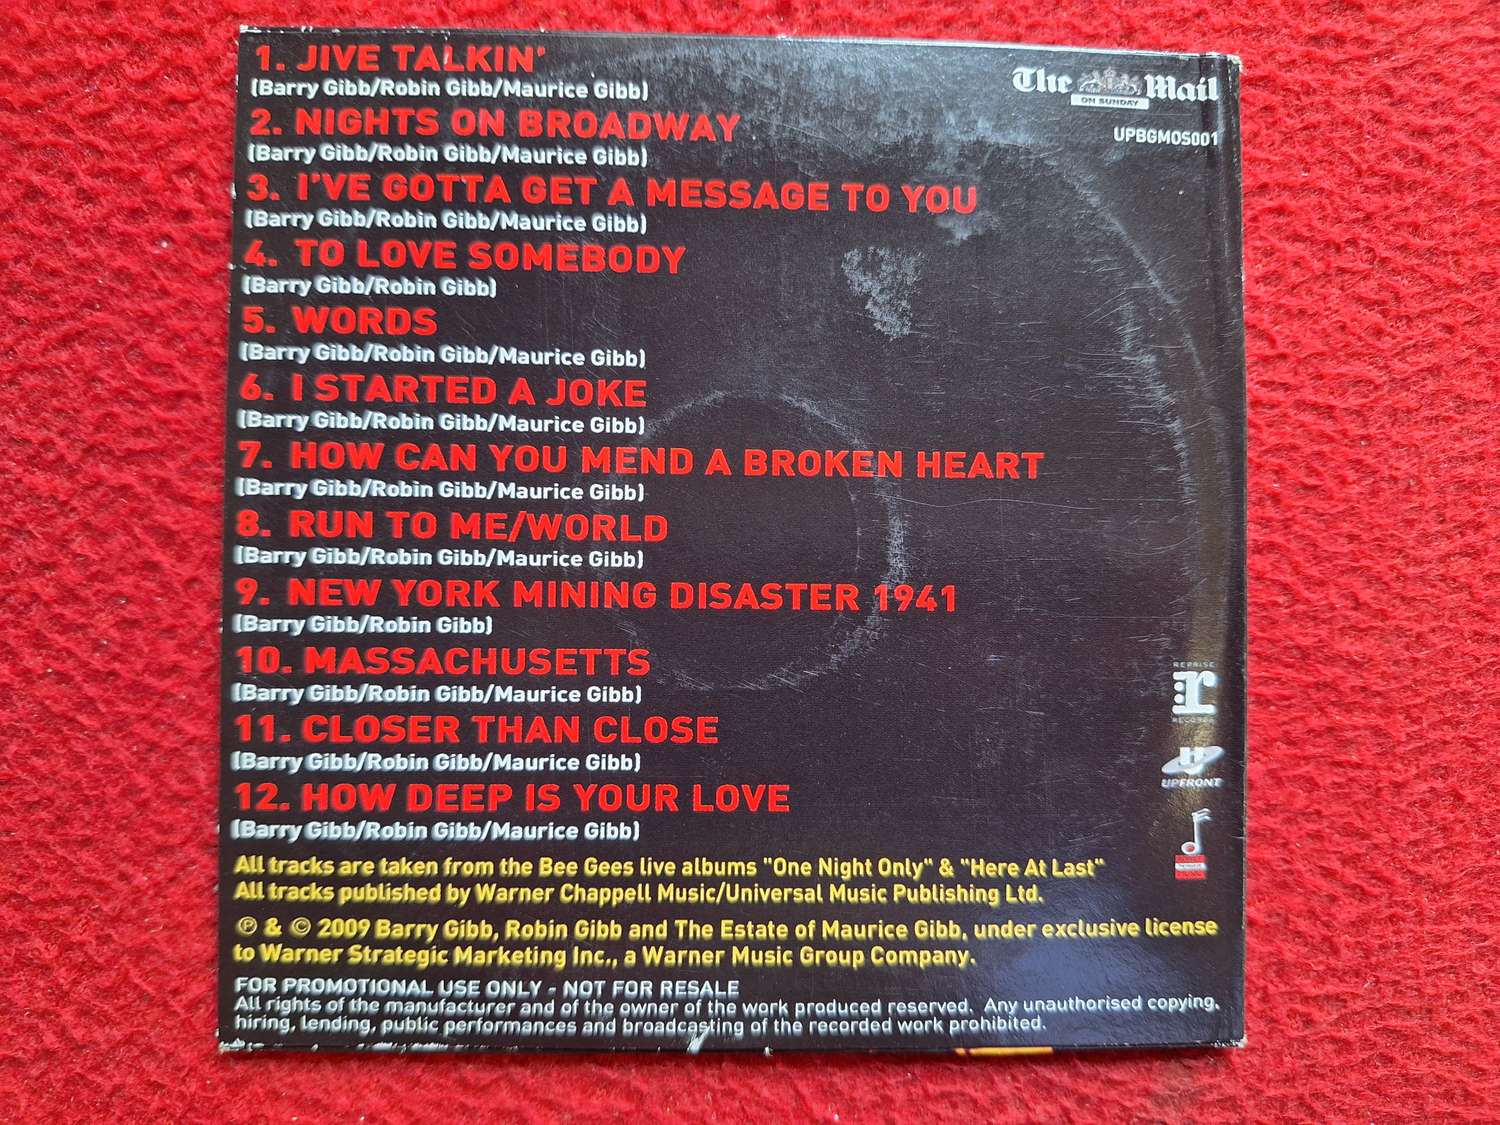 1. JIVE TALKIN'
(Barry Gibb/Robin Gibb/Maurice Gibb)
2. NIGHTS ON BROADWAY
(Barry Gibb/Robin Gibb/Maurice Gibb)
3. I'VE GOTTA GET A MESSAGE TO YOU
(Barry Gibb/Robin Gibb/Maurice Gibb)
4. TO LOVE SOMEBODY
(Barry Gibb/Robin Gibb)
5. WORDS
(Barry Gibb/Robin Gibb/Maurice Gibb)
6. I STARTED A JOKE
(Barry Gibb/Robin Gibb/Maurice Gibb)
7. HOW CAN YOU MEND A BROKEN HEART
(Barry Gibb/Robin Gibb/Maurice Gibb)
8. RUN TO ME/WORLD
(Barry Gibb/Robin Gibb/Maurice Gibb)
9. NEW YORK MINING DISASTER 1941
(Barry Gibb/Robin Gibb)
10. MASSACHUSETTS
(Barry Gibb/Robin Gibb/Maurice Gibb)
11. CLOSER THAN CLOSE
(Barry Gibb/Robin Gibb/Maurice Gibb)
12. HOW DEEP IS YOUR LOVE
(Barry Gibb/Robin Gibb/Maurice Gibb)
The Mail
ON SUNDAY
UPBGMOS001
REPRISE
r
RECORDS
UPFRONT
All tracks are taken from the Bee Gees live albums "One Night Only" & "Here At Last"
All tracks published by Warner Chappell Music/Universal Music Publishing Ltd.
℗ & © 2009 Barry Gibb, Robin Gibb and The Estate of Maurice Gibb, under exclusive license
to Warner Strategic Marketing Inc., a Warner Music Group Company.
FOR PROMOTIONAL USE ONLY - NOT FOR RESALE
All rights of the manufacturer and of the owner of the work produced reserved. Any unauthorised copying,
hiring, lending, public performances and broadcasting of the recorded work prohibited.